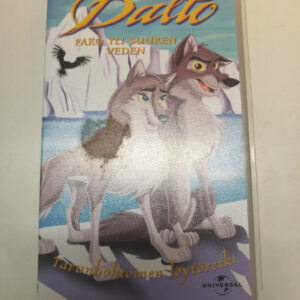 Balto
PAKO YLI SUUREN
VEDEN
Tarunhohtoinen löytöretki
UNIVERSAL